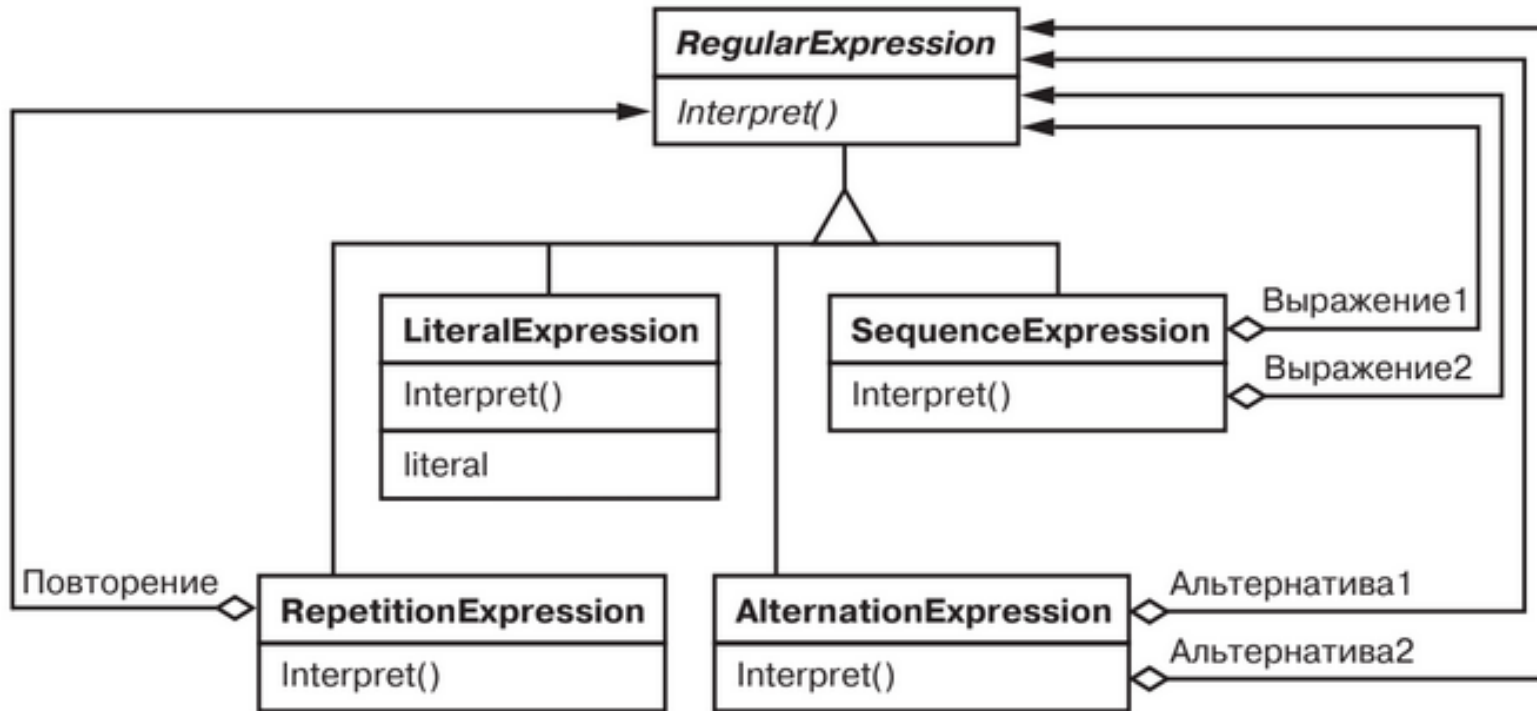 RegularExpression
Interpret()
LiteralExpression
Interpret()
literal
SequenceExpression
Interpret()
Выражение1
Выражение2
Повторение
RepetitionExpression
Interpret()
AlternationExpression
Interpret()
Альтернатива1
Альтернатива2